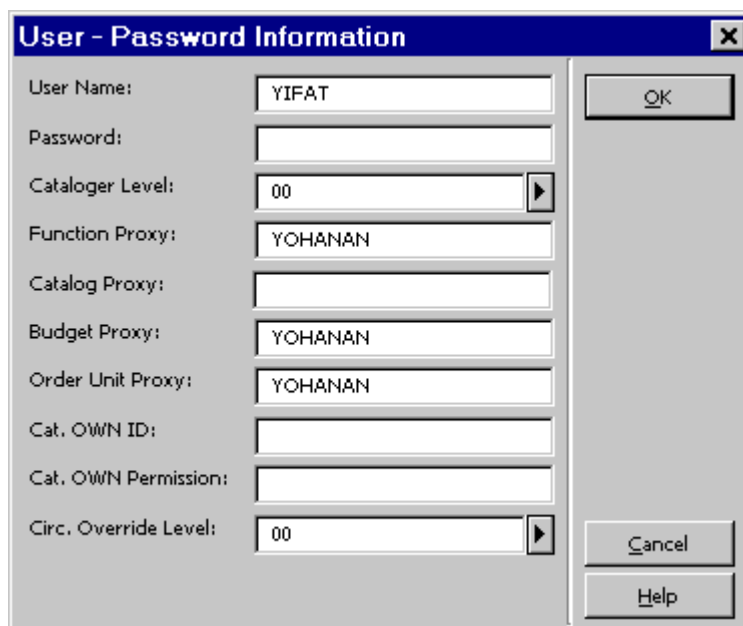 User - Password Information
User Name: YIFAT
Password:
Cataloger Level: 00
Function Proxy: YOHANAN
Catalog Proxy:
Budget Proxy: YOHANAN
Order Unit Proxy: YOHANAN
Cat. OWN ID:
Cat. OWN Permission:
Circ. Override Level: 00
OK
Cancel
Help